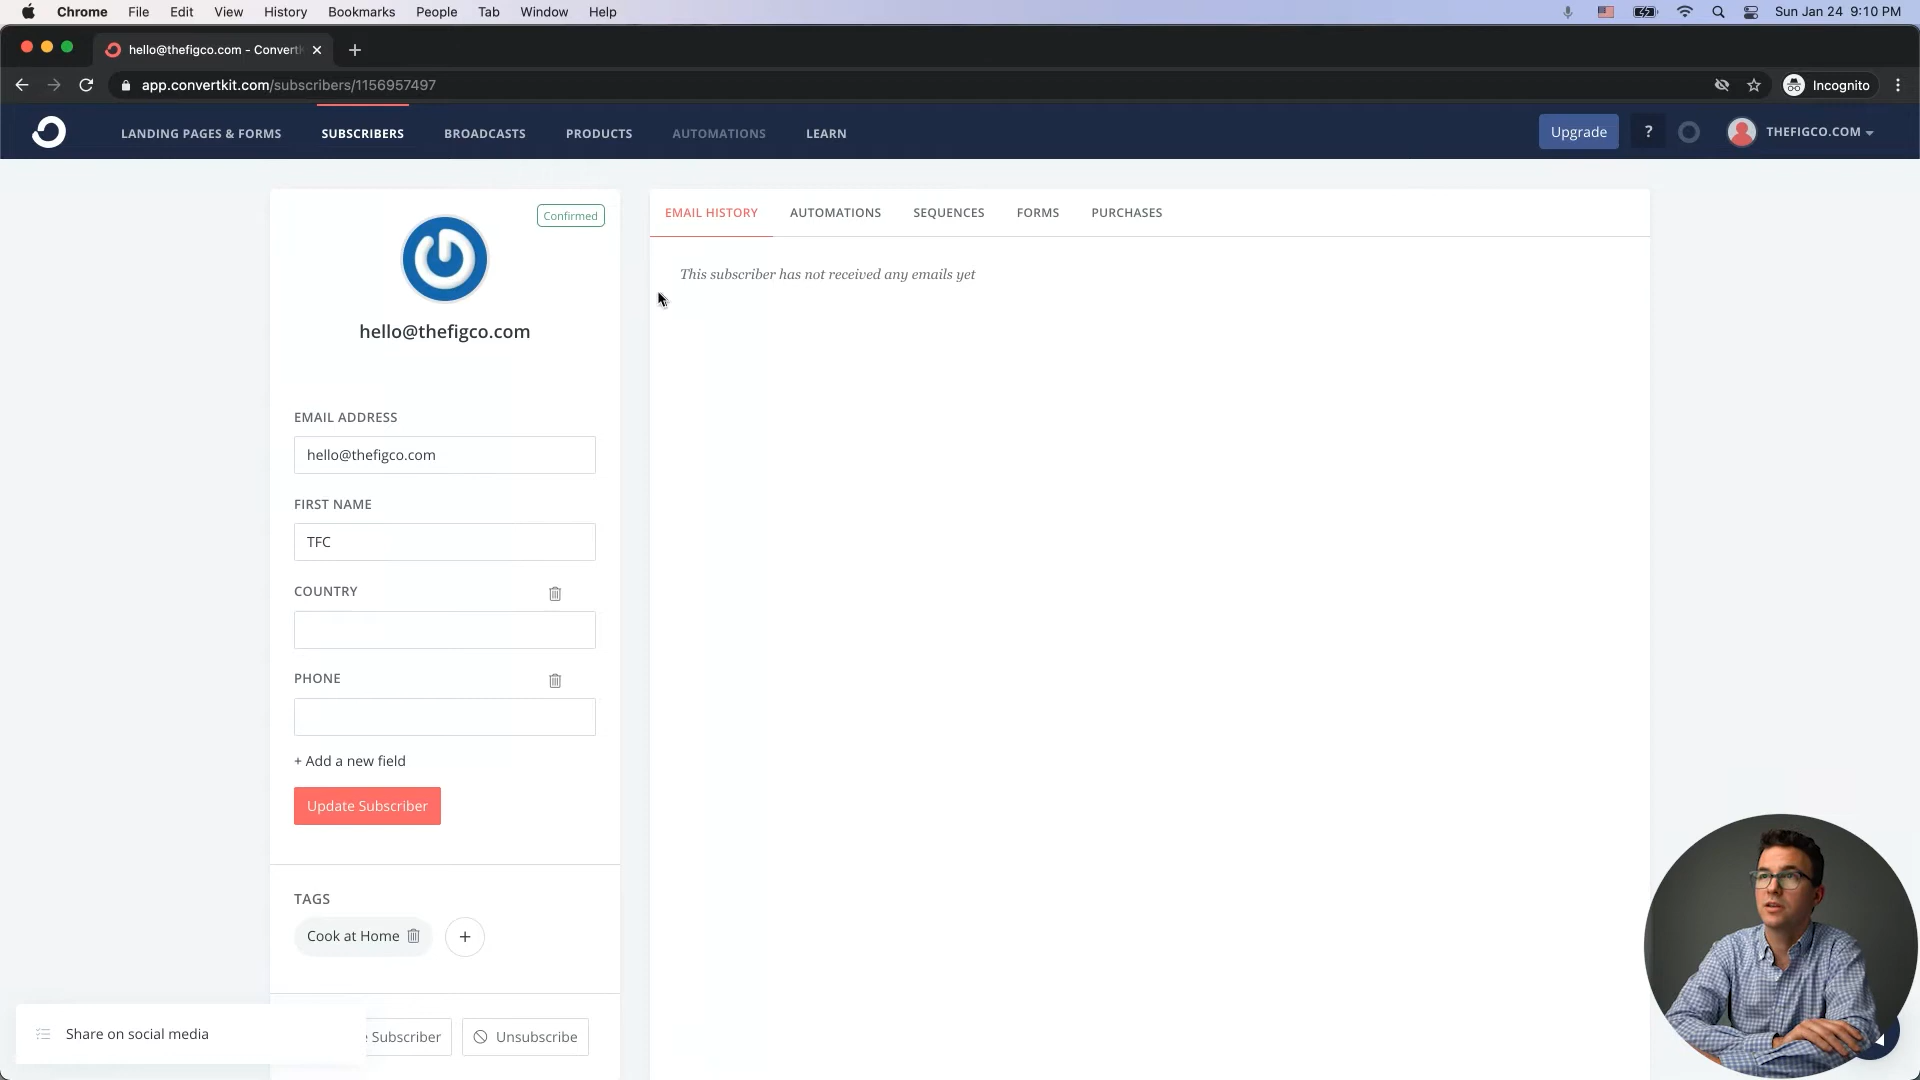 Chrome File Edit View History Bookmarks People Tab Window Help Sun Jan 24 9:10 PM
hello@thefigco.com - Convertk
app.convertkit.com/subscribers/1156957497 Incognito
LANDING PAGES & FORMS SUBSCRIBERS BROADCASTS PRODUCTS AUTOMATIONS LEARN Upgrade ? THEFIGCO.COM
Confirmed
EMAIL HISTORY AUTOMATIONS SEQUENCES FORMS PURCHASES
This subscriber has not received any emails yet
hello@thefigco.com
EMAIL ADDRESS
hello@thefigco.com
FIRST NAME
TFC
COUNTRY
PHONE
+ Add a new field
Update Subscriber
TAGS
Cook at Home
+
Share on social media
e Subscriber Unsubscribe